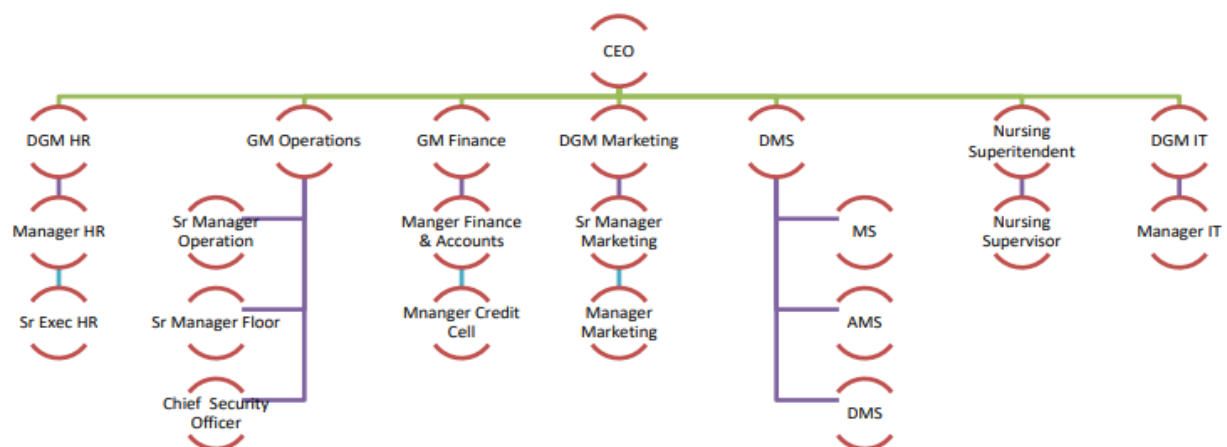 CEO
DGM HR
GM Operations
GM Finance
DGM Marketing
DMS
Nursing
Superitendent
DGM IT
Manager HR
Sr Manager
Operation
Manger Finance
& Accounts
Sr Manager
Marketing
MS
Nursing
Supervisor
Manager IT
Sr Exec HR
Sr Manager Floor
Mnanger Credit
Cell
Manager
Marketing
AMS
Chief Security
Officer
DMS